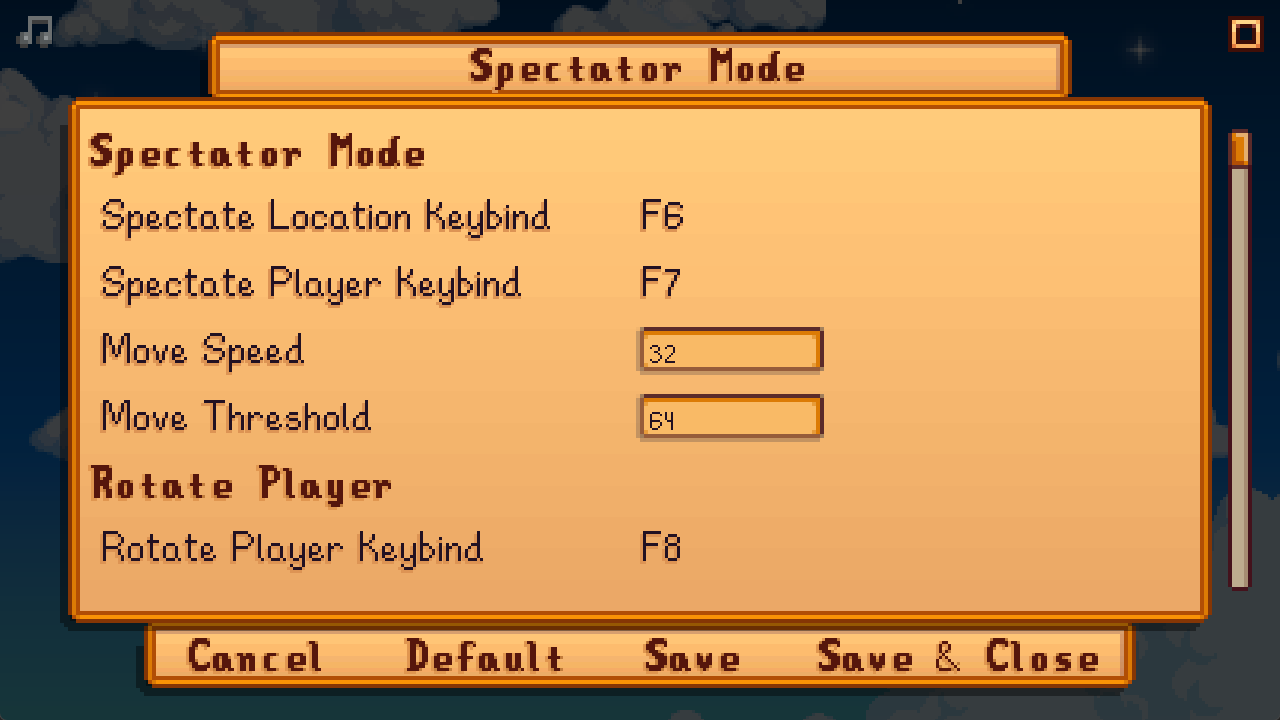 Spectator Mode
Spectator Mode
Spectate Location Keybind F6
Spectate Player Keybind F7
Move Speed 32
Move Threshold 64
Rotate Player
Rotate Player Keybind F8
Cancel Default Save Save & Close